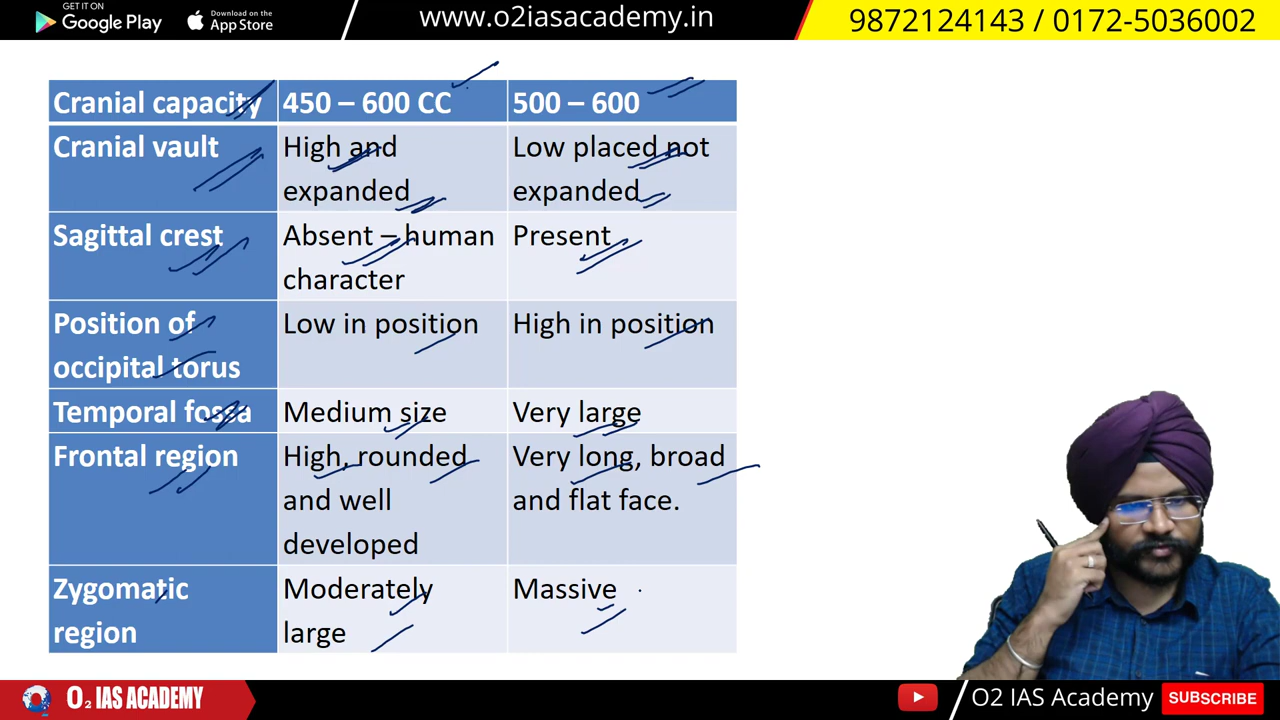 GET IT ON
Google Play
Download on the
App Store
www.o2iasacademy.in
9872124143 / 0172-5036002
Cranial capacity 450 – 600 CC 500 – 600
Cranial vault High and expanded Low placed not expanded
Sagittal crest Absent – human character Present
Position of occipital torus Low in position High in position
Temporal fossa Medium size Very large
Frontal region High, rounded and well developed Very long, broad and flat face.
Zygomatic region Moderately large Massive
O2 IAS ACADEMY
O2 IAS Academy
SUBSCRIBE